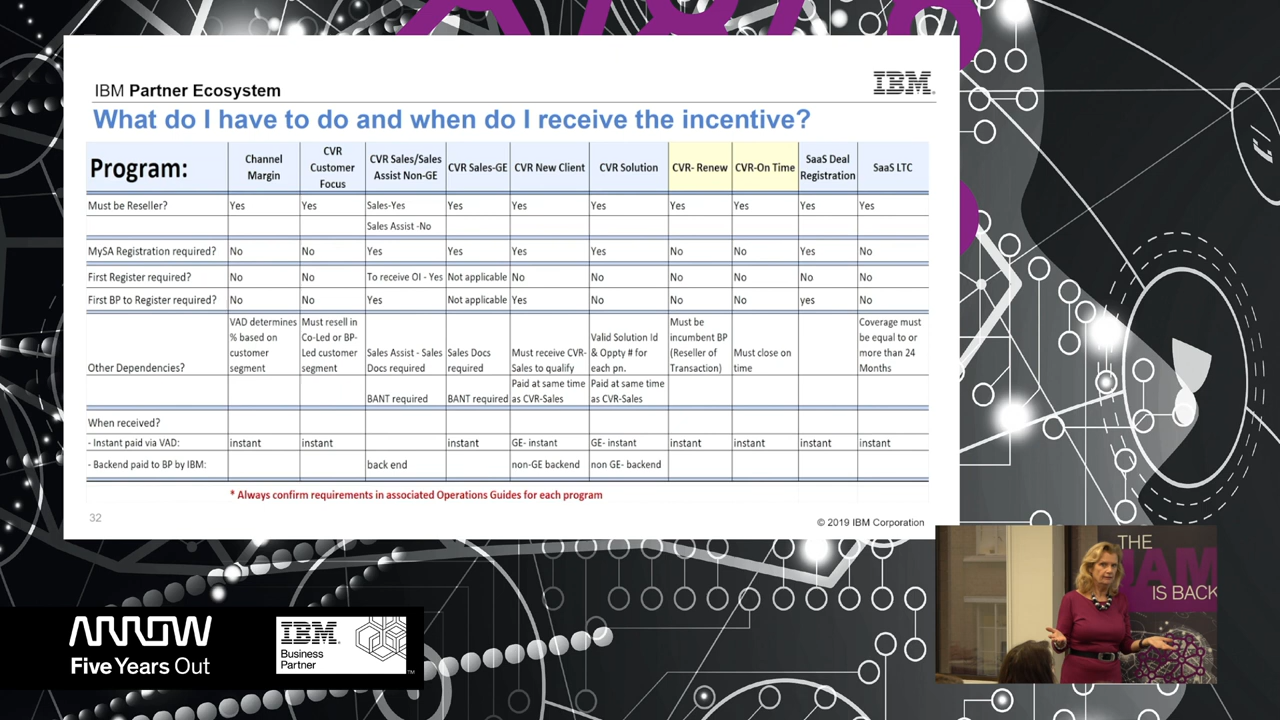 IBM Partner Ecosystem
IBM
What do I have to do and when do I receive the incentive?
Program: Channel Margin CVR Customer Focus CVR Sales/Sales Assist Non-GE CVR Sales-GE CVR New Client CVR Solution CVR- Renew CVR-On Time SaaS Deal Registration SaaS LTC
Must be Reseller? Yes Yes Sales-Yes Yes Yes Yes Yes Yes Yes Yes
Sales Assist -No
MySA Registration required? No No Yes Yes Yes Yes No No Yes No
First Register required? No No To receive OI - Yes Not applicable No No No No No No
First BP to Register required? No No Yes Not applicable Yes No No No yes No
Other Dependencies? VAD determines % based on customer segment Must resell in Co-Led or BP-Led customer segment Sales Assist - Sales Docs required Sales Docs required Must receive CVR-Sales to qualify Valid Solution Id & Oppty # for each pn. Must be incumbent BP (Reseller of Transaction) Must close on time Coverage must be equal to or more than 24 Months
BANT required BANT required Paid at same time as CVR-Sales Paid at same time as CVR-Sales
When received?
- Instant paid via VAD: instant instant instant GE- instant GE- instant instant instant instant instant
- Backend paid to BP by IBM: back end non-GE backend non GE- backend
* Always confirm requirements in associated Operations Guides for each program
32
© 2019 IBM Corporation
THE
JAM
IS BACK
ARROW
Five Years Out
IBM
Business
Partner